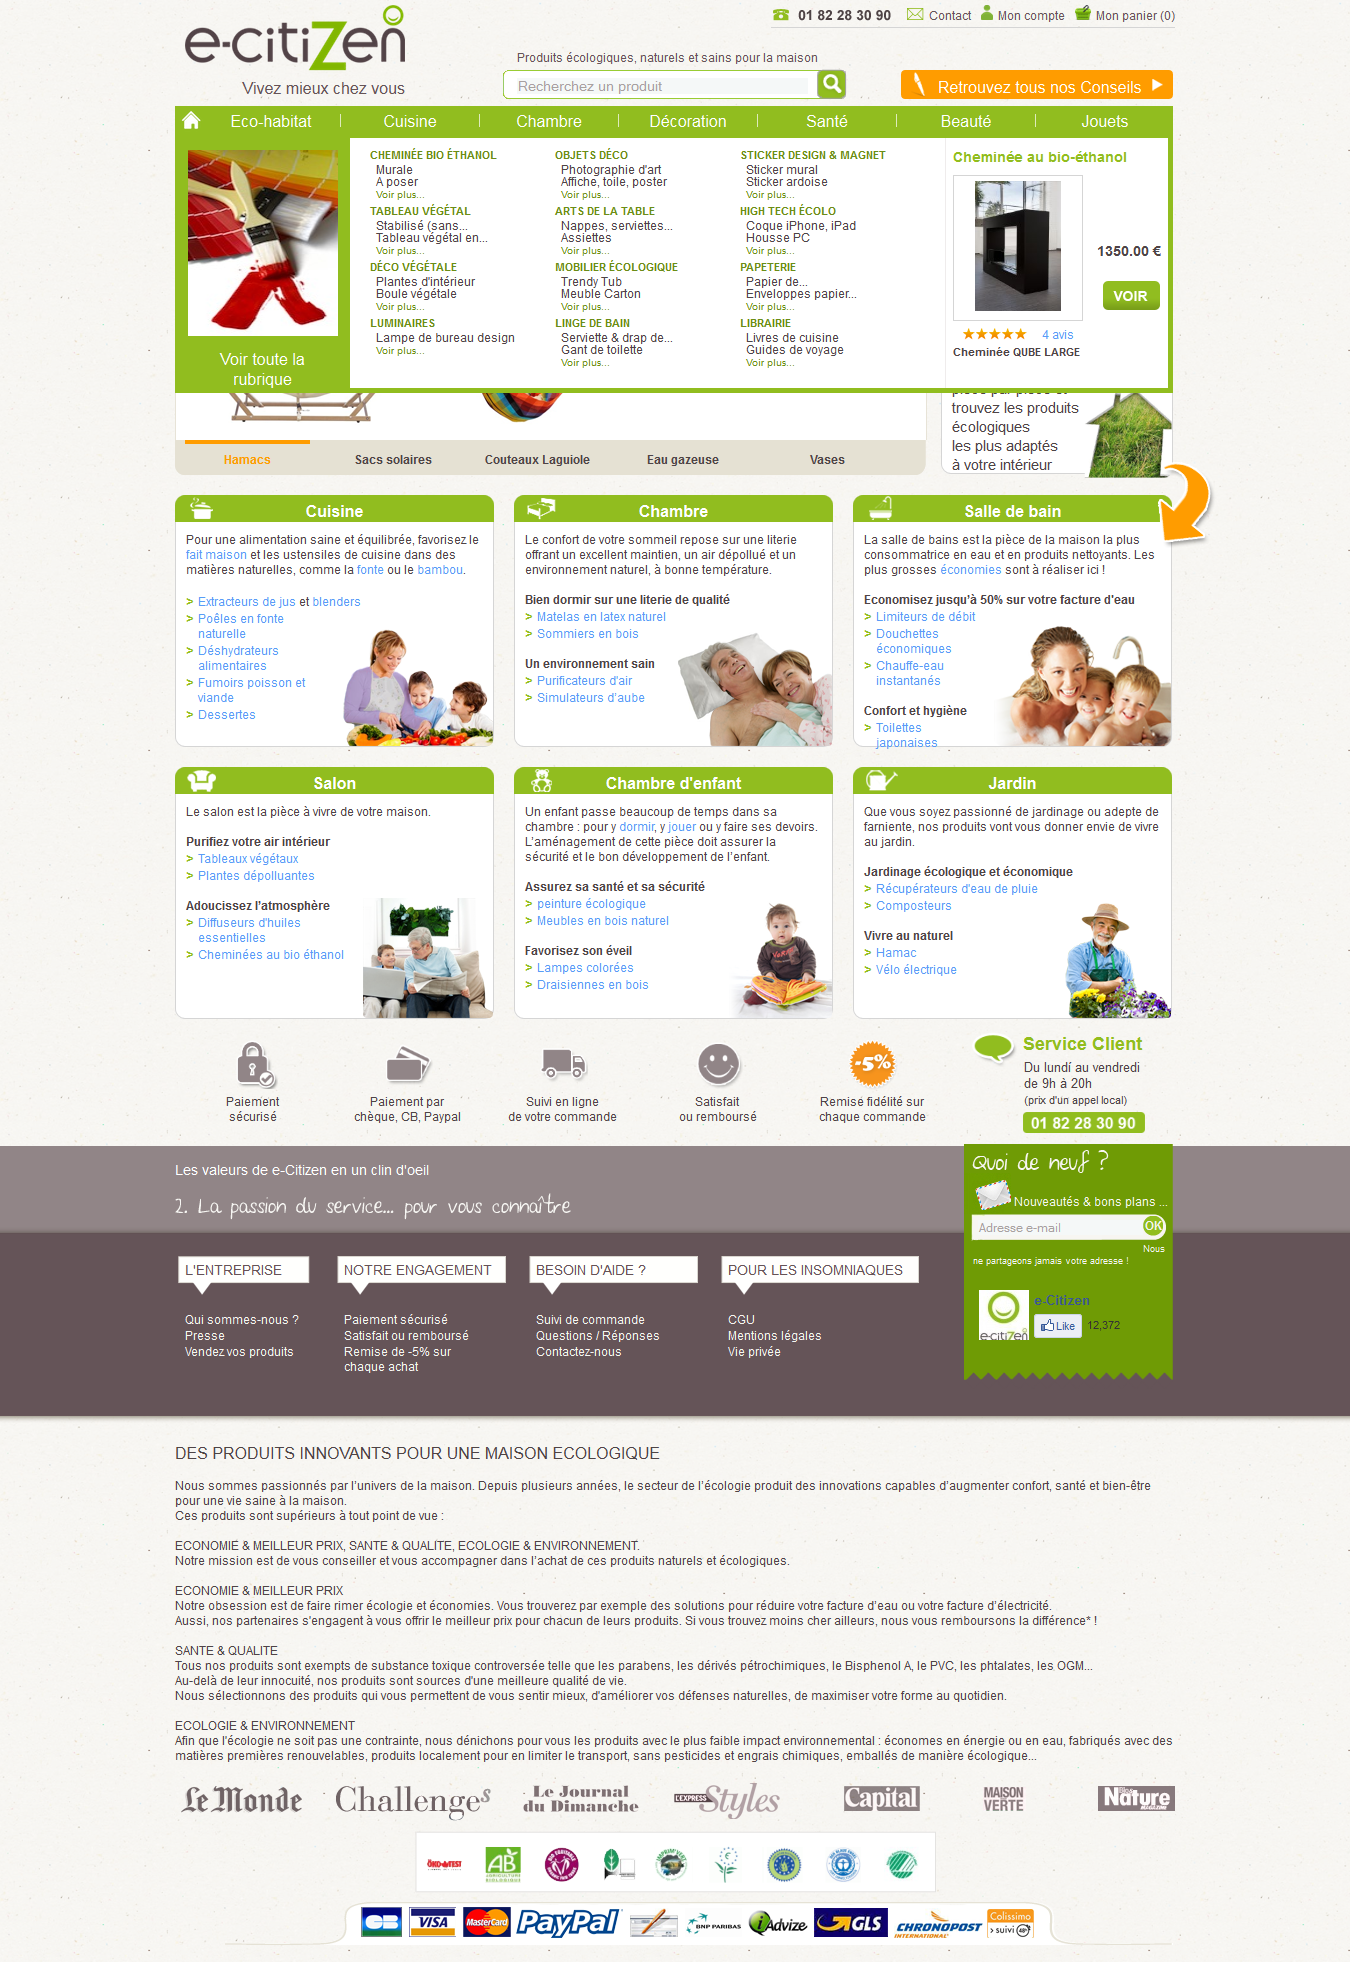 e-citiZen
Vivez mieux chez vous
01 82 28 30 90
Contact
Mon compte
Mon panier (0)
Produits écologiques, naturels et sains pour la maison
Recherchez un produit
Retrouvez tous nos Conseils
Eco-habitat
Cuisine
Chambre
Décoration
Santé
Beauté
Jouets
Voir toute la
rubrique
CHEMINÉE BIO ÉTHANOL
Murale
A poser
Voir plus...
TABLEAU VÉGÉTAL
Stabilisé (sans...
Tableau végétal en...
Voir plus...
DÉCO VÉGÉTALE
Plantes d'intérieur
Boule végétale
Voir plus...
LUMINAIRES
Lampe de bureau design
Voir plus...
OBJETS DÉCO
Photographie d'art
Affiche, toile, poster
Voir plus...
ARTS DE LA TABLE
Nappes, serviettes...
Assiettes
Voir plus...
MOBILIER ÉCOLOGIQUE
Trendy Tub
Meuble Carton
Voir plus...
LINGE DE BAIN
Serviette & drap de...
Gant de toilette
Voir plus...
STICKER DESIGN & MAGNET
Sticker mural
Sticker ardoise
Voir plus...
HIGH TECH ÉCOLO
Coque iPhone, iPad
Housse PC
Voir plus...
PAPETERIE
Papier de...
Enveloppes papier...
Voir plus...
LIBRAIRIE
Livres de cuisine
Guides de voyage
Voir plus...
Cheminée au bio-éthanol
1350.00 €
VOIR
4 avis
Cheminée QUBE LARGE
trouvez les produits
écologiques
les plus adaptés
à votre intérieur
Hamacs
Sacs solaires
Couteaux Laguiole
Eau gazeuse
Vases
Cuisine
Pour une alimentation saine et équilibrée, favorisez le
fait maison et les ustensiles de cuisine dans des
matières naturelles, comme la fonte ou le bambou.
> Extracteurs de jus et blenders
> Poêles en fonte
naturelle
> Déshydrateurs
alimentaires
> Fumoirs poisson et
viande
> Dessertes
Chambre
Le confort de votre sommeil repose sur une literie
offrant un excellent maintien, un air dépollué et un
environnement naturel, à bonne température.
Bien dormir sur une literie de qualité
> Matelas en latex naturel
> Sommiers en bois
Un environnement sain
> Purificateurs d'air
> Simulateurs d'aube
Salle de bain
La salle de bains est la pièce de la maison la plus
consommatrice en eau et en produits nettoyants. Les
plus grosses économies sont à réaliser ici !
Economisez jusqu'à 50% sur votre facture d'eau
> Limiteurs de débit
> Douchettes
économiques
> Chauffe-eau
instantanés
Confort et hygiène
> Toilettes
japonaises
Salon
Le salon est la pièce à vivre de votre maison.
Purifiez votre air intérieur
> Tableaux végétaux
> Plantes dépolluantes
Adoucissez l'atmosphère
> Diffuseurs d'huiles
essentielles
> Cheminées au bio éthanol
Chambre d'enfant
Un enfant passe beaucoup de temps dans sa
chambre : pour y dormir, y jouer ou y faire ses devoirs.
L'aménagement de cette pièce doit assurer la
sécurité et le bon développement de l'enfant.
Assurez sa santé et sa sécurité
> peinture écologique
> Meubles en bois naturel
Favorisez son éveil
> Lampes colorées
> Draisiennes en bois
Jardin
Que vous soyez passionné de jardinage ou adepte de
farniente, nos produits vont vous donner envie de vivre
au jardin.
Jardinage écologique et économique
> Récupérateurs d'eau de pluie
> Composteurs
Vivre au naturel
> Hamac
> Vélo électrique
Paiement
sécurisé
Paiement par
chèque, CB, Paypal
Suivi en ligne
de votre commande
Satisfait
ou remboursé
-5%
Remise fidélité sur
chaque commande
Service Client
Du lundi au vendredi
de 9h à 20h
(prix d'un appel local)
01 82 28 30 90
Les valeurs de e-Citizen en un clin d'oeil
2. La passion du service... pour vous connaître
Quoi de neuf ?
Nouveautés & bons plans ...
Adresse e-mail
OK
Nous
ne partageons jamais votre adresse !
e-citiZen
e-Citizen
Like
12,372
L'ENTREPRISE
Qui sommes-nous ?
Presse
Vendez vos produits
NOTRE ENGAGEMENT
Paiement sécurisé
Satisfait ou remboursé
Remise de -5% sur
chaque achat
BESOIN D'AIDE ?
Suivi de commande
Questions / Réponses
Contactez-nous
POUR LES INSOMNIAQUES
CGU
Mentions légales
Vie privée
DES PRODUITS INNOVANTS POUR UNE MAISON ECOLOGIQUE
Nous sommes passionnés par l'univers de la maison. Depuis plusieurs années, le secteur de l'écologie produit des innovations capables d'augmenter confort, santé et bien-être
pour une vie saine à la maison.
Ces produits sont supérieurs à tout point de vue :
ECONOMIE & MEILLEUR PRIX, SANTE & QUALITE, ECOLOGIE & ENVIRONNEMENT.
Notre mission est de vous conseiller et vous accompagner dans l'achat de ces produits naturels et écologiques.
ECONOMIE & MEILLEUR PRIX
Notre obsession est de faire rimer écologie et économies. Vous trouverez par exemple des solutions pour réduire votre facture d'eau ou votre facture d'électricité.
Aussi, nos partenaires s'engagent à vous offrir le meilleur prix pour chacun de leurs produits. Si vous trouvez moins cher ailleurs, nous vous remboursons la différence* !
SANTE & QUALITE
Tous nos produits sont exempts de substance toxique controversée telle que les parabens, les dérivés pétrochimiques, le Bisphenol A, le PVC, les phtalates, les OGM...
Au-delà de leur innocuité, nos produits sont sources d'une meilleure qualité de vie.
Nous sélectionnons des produits qui vous permettent de vous sentir mieux, d'améliorer vos défenses naturelles, de maximiser votre forme au quotidien.
ECOLOGIE & ENVIRONNEMENT
Afin que l'écologie ne soit pas une contrainte, nous dénichons pour vous les produits avec le plus faible impact environnemental : économes en énergie ou en eau, fabriqués avec des
matières premières renouvelables, produits localement pour en limiter le transport, sans pesticides et engrais chimiques, emballés de manière écologique...
Le Monde
Challenges
Le Journal
du Dimanche
L'EXPRESS
Styles
Capital
MAISON
VERTE
Nature
ÖKO-TEST
AB
AGRICULTURE
BIOLOGIQUE
IMPRIM'VERT
CB
VISA
MasterCard
PayPal
BNP PARIBAS
iAdvize
GLS
CHRONOPOST
INTERNATIONAL
Colissimo
> suivi 48h